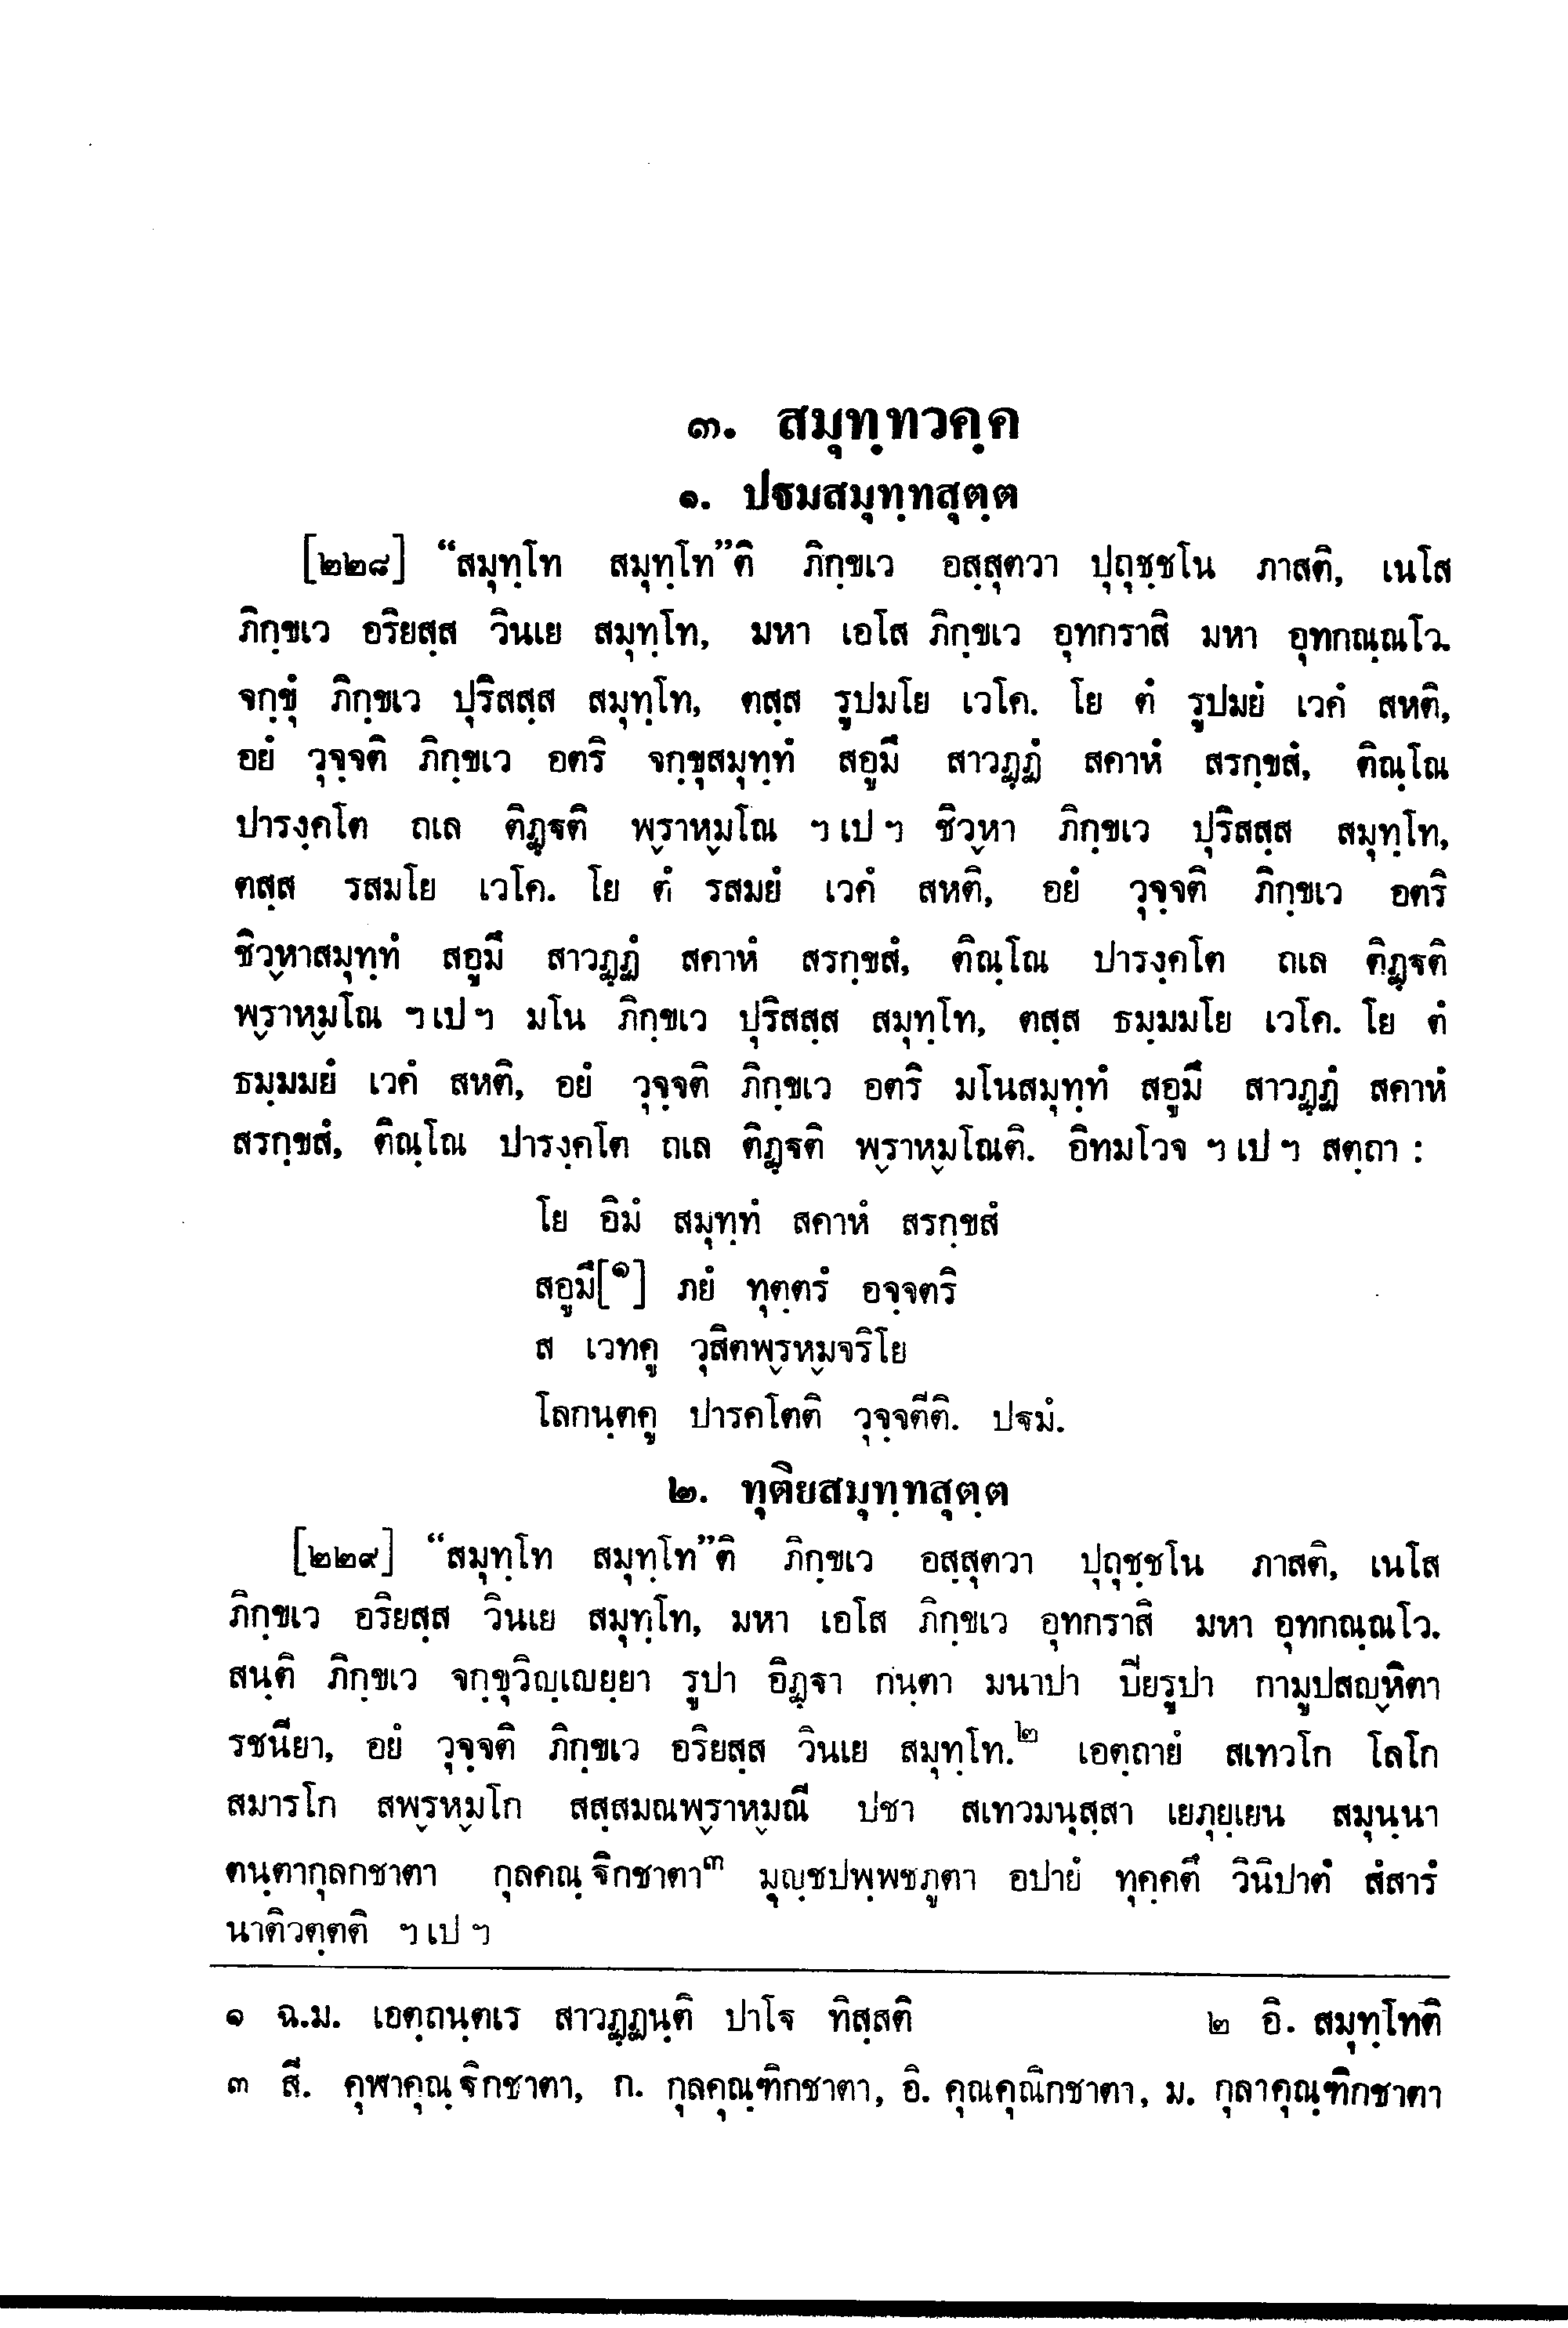 ๓. สมุทฺทวคฺค
๑. ปฐมสมุทฺทสุตฺต
[๒๒๘] “สมุทฺโท สมุทฺโท”ติ ภิกฺขเว อสฺสุตวา ปุถุชฺชโน ภาสติ, เนโส
ภิกฺขเว อริยสฺส วินเย สมุทฺโท, มหา เอโส ภิกฺขเว อุทกราสิ มหา อุทกณฺณโว.
จกฺขุํ ภิกฺขเว ปุริสสฺส สมุทฺโท, ตสฺส รูปมโย เวโค. โย ตํ รูปมยํ เวคํ สหติ,
อยํ วุจฺจติ ภิกฺขเว อตริ จกฺขุสมุทฺทํ สอูมึ สาวฏฺฏํ สคาหํ สรกฺขสํ, ติณฺโณ
ปารงฺคโต ถเล ติฏฺฐติ พฺราหฺมโณ ฯ เป ฯ ชิวฺหา ภิกฺขเว ปุริสสฺส สมุทฺโท,
ตสฺส รสมโย เวโค. โย ตํ รสมยํ เวคํ สหติ, อยํ วุจฺจติ ภิกฺขเว อตริ
ชิวฺหาสมุทฺทํ สอูมึ สาวฏฺฏํ สคาหํ สรกฺขสํ, ติณฺโณ ปารงฺคโต ถเล ติฏฺฐติ
พฺราหฺมโณ ฯ เป ฯ มโน ภิกฺขเว ปุริสสฺส สมุทฺโท, ตสฺส ธมฺมมโย เวโค. โย ตํ
ธมฺมมยํ เวคํ สหติ, อยํ วุจฺจติ ภิกฺขเว อตริ มโนสมุทฺทํ สอูมึ สาวฏฺฏํ สคาหํ
สรกฺขสํ, ติณฺโณ ปารงฺคโต ถเล ติฏฺฐติ พฺราหฺมโณติ. อิทมโวจ ฯ เป ฯ สตฺถา :
โย อิมํ สมุทฺทํ สคาหํ สรกฺขสํ
สอูมึ[๑] ภยํ ทุตฺตรํ อจฺจตริ
ส เวทคู วุสิตพฺรหฺมจริโย
โลกนฺตคู ปารคโตติ วุจฺจตีติ. ปฐมํ.
๒. ทุติยสมุทฺทสุตฺต
[๒๒๙] “สมุทฺโท สมุทฺโท”ติ ภิกฺขเว อสฺสุตวา ปุถุชฺชโน ภาสติ, เนโส
ภิกฺขเว อริยสฺส วินเย สมุทฺโท, มหา เอโส ภิกฺขเว อุทกราสิ มหา อุทกณฺณโว.
สนฺติ ภิกฺขเว จกฺขุวิญฺเญยฺยา รูปา อิฏฺฐา กนฺตา มนาปา ปิยรูปา กามูปสญฺหิตา
รชนียา, อยํ วุจฺจติ ภิกฺขเว อริยสฺส วินเย สมุทฺโท.๒ เอตฺถายํ สเทวโก โลโก
สมารโก สพฺรหฺมโก สสฺสมณพฺราหฺมณี ปชา สเทวมนุสฺสา เยภุยฺเยน สมุนฺนา
ตนฺตากุลกชาตา กุลคณฺฐิกชาตา๓ มุญฺชปพฺพชภูตา อปายํ ทุคฺคตึ วินิปาตํ สํสารํ
นาติวตฺตติ ฯ เป ฯ
๑ ฉ.ม. เอตฺถนฺตเร สาวฏฺฏนฺติ ปาโฐ ทิสฺสติ ๒ อิ. สมุทฺโทติ
๓ สี. คุฬาคุณฺฐิกชาตา, ก. กุลคุณฺฑิกชาตา, อิ. คุณคุณิกชาตา, ม. กุลาคุณฺฑิกชาตา